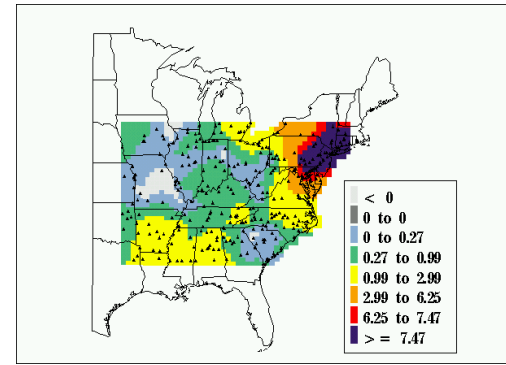 < 0
0 to 0
0 to 0.27
0.27 to 0.99
0.99 to 2.99
2.99 to 6.25
6.25 to 7.47
> = 7.47